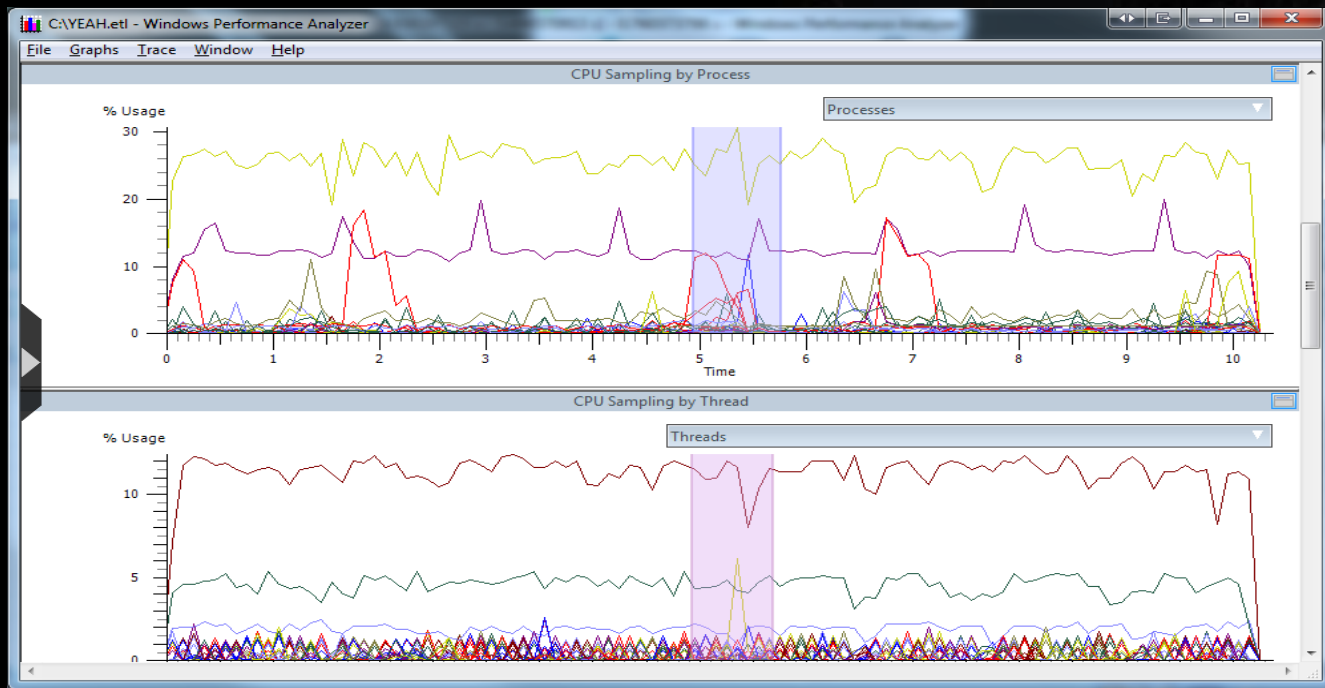 C:\YEAH.etl - Windows Performance Analyzer
File Graphs Trace Window Help
CPU Sampling by Process
% Usage
Processes
30
20
10
0
0 1 2 3 4 5 6 7 8 9 10
Time
CPU Sampling by Thread
% Usage
Threads
10
5
0